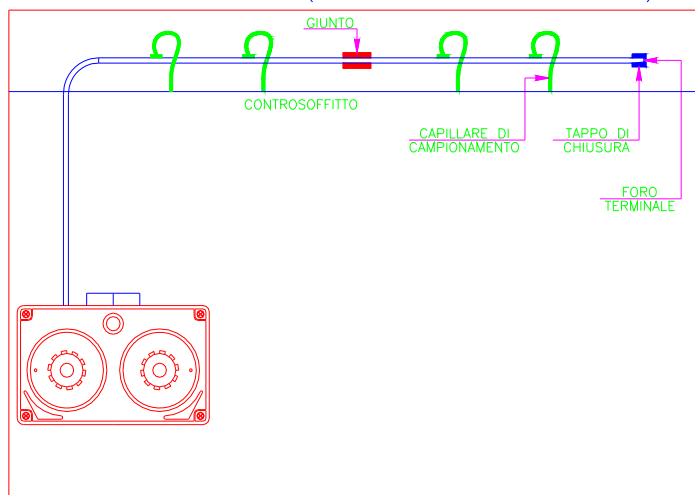 GIUNTO
CONTROSOFFITTO
CAPILLARE DI
CAMPIONAMENTO
TAPPO DI
CHIUSURA
FORO
TERMINALE